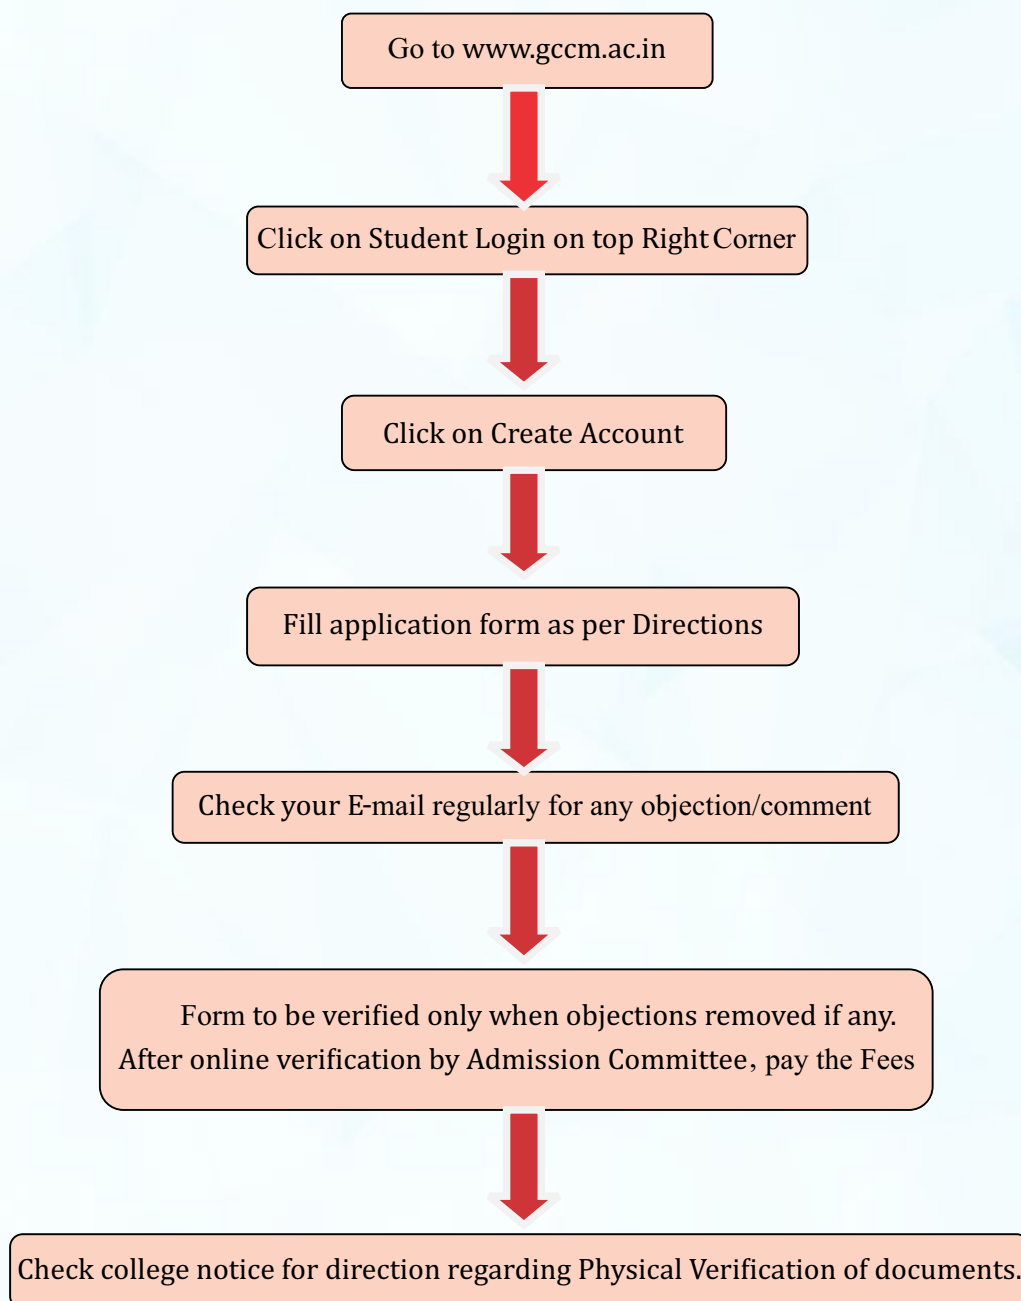 Go to www.gccm.ac.in
Click on Student Login on top Right Corner
Click on Create Account
Fill application form as per Directions
Check your E-mail regularly for any objection/comment
Form to be verified only when objections removed if any.
After online verification by Admission Committee, pay the Fees
Check college notice for direction regarding Physical Verification of documents.